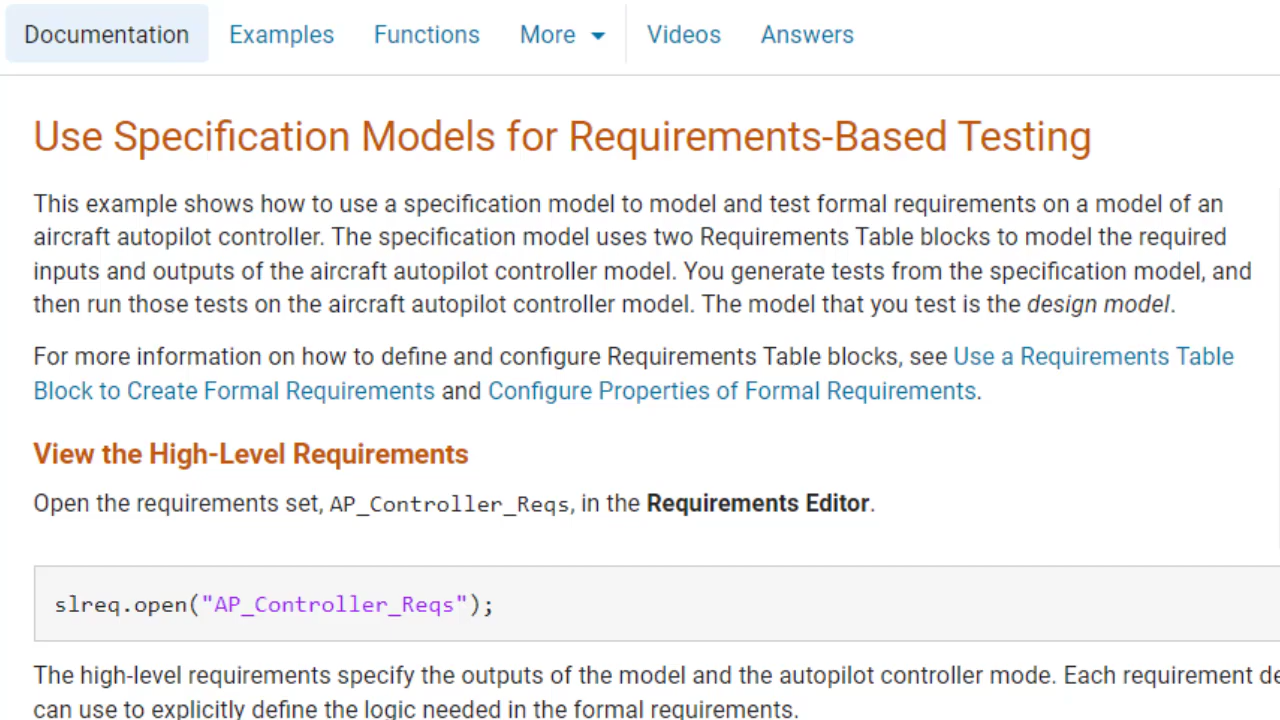 Documentation Examples Functions More Videos Answers
Use Specification Models for Requirements-Based Testing
This example shows how to use a specification model to model and test formal requirements on a model of an
aircraft autopilot controller. The specification model uses two Requirements Table blocks to model the required
inputs and outputs of the aircraft autopilot controller model. You generate tests from the specification model, and
then run those tests on the aircraft autopilot controller model. The model that you test is the design model.
For more information on how to define and configure Requirements Table blocks, see Use a Requirements Table
Block to Create Formal Requirements and Configure Properties of Formal Requirements.
View the High-Level Requirements
Open the requirements set, AP_Controller_Reqs, in the Requirements Editor.
slreq.open("AP_Controller_Reqs");
The high-level requirements specify the outputs of the model and the autopilot controller mode. Each requirement
can use to explicitly define the logic needed in the formal requirements.